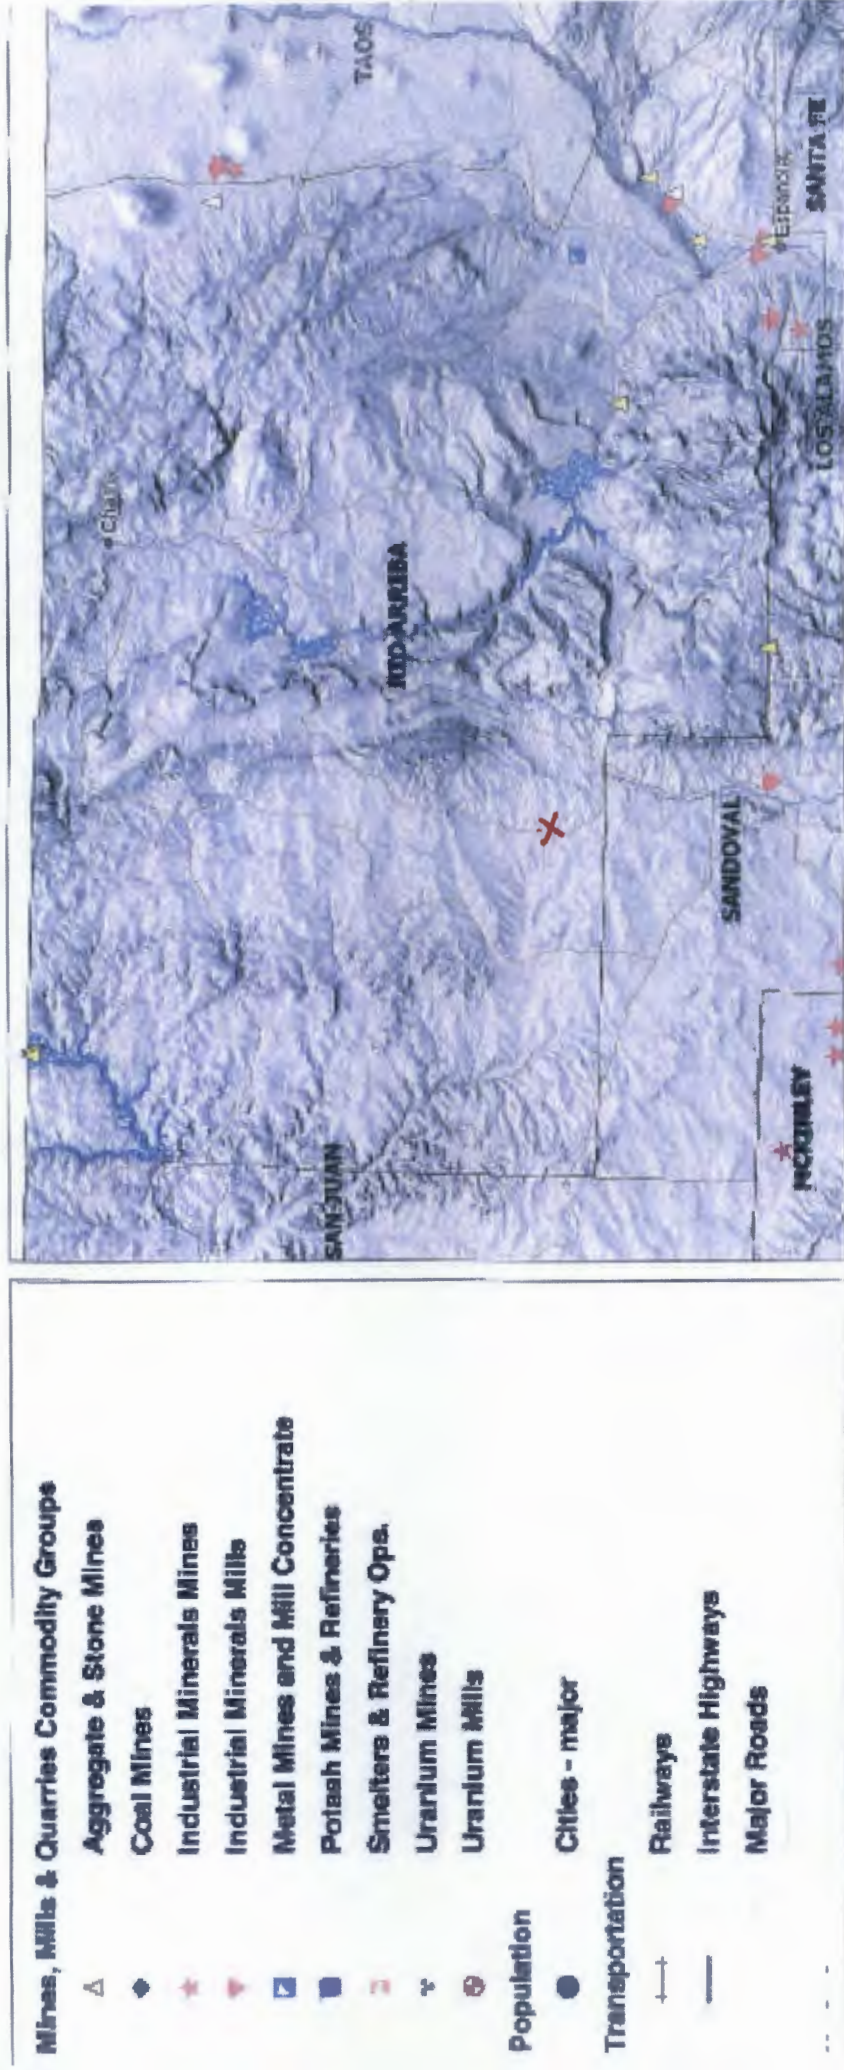 Mines, Mills & Quarries Commodity Groups
Aggregate & Stone Mines
Coal Mines
Industrial Minerals Mines
Industrial Minerals Mills
Metal Mines and Mill Concentrate
Potash Mines & Refineries
Smelters & Refinery Ops.
Uranium Mines
Uranium Mills
Population
Cities - major
Transportation
Railways
Interstate Highways
Major Roads
SAN JUAN
MCKINLEY
SANDOVAL
RIO ARRIBA
Chama
LOS ALAMOS
TAOS
Espanola
SANTA FE